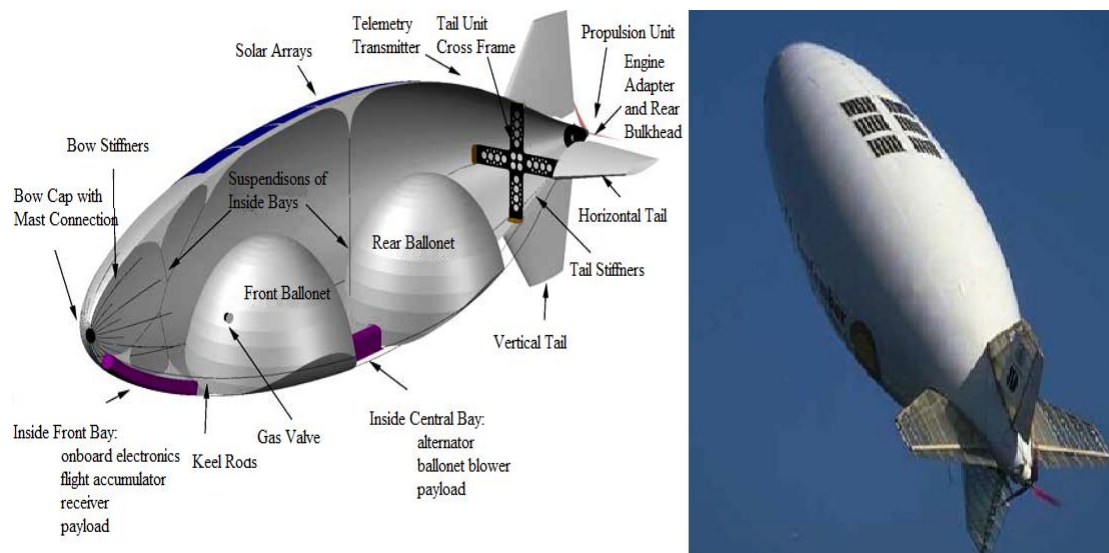 Telemetry
Transmitter
Tail Unit
Cross Frame
Propulsion Unit
Solar Arrays
Engine
Adapter
and Rear
Bulkhead
Bow Stiffners
Suspendisons of
Inside Bays
Bow Cap with
Mast Connection
Horizontal Tail
Rear Ballonet
Tail Stiffners
Front Ballonet
Vertical Tail
Inside Front Bay:
onboard electronics
flight accumulator
receiver
payload
Keel Rods
Gas Valve
Inside Central Bay:
alternator
ballonet blower
payload